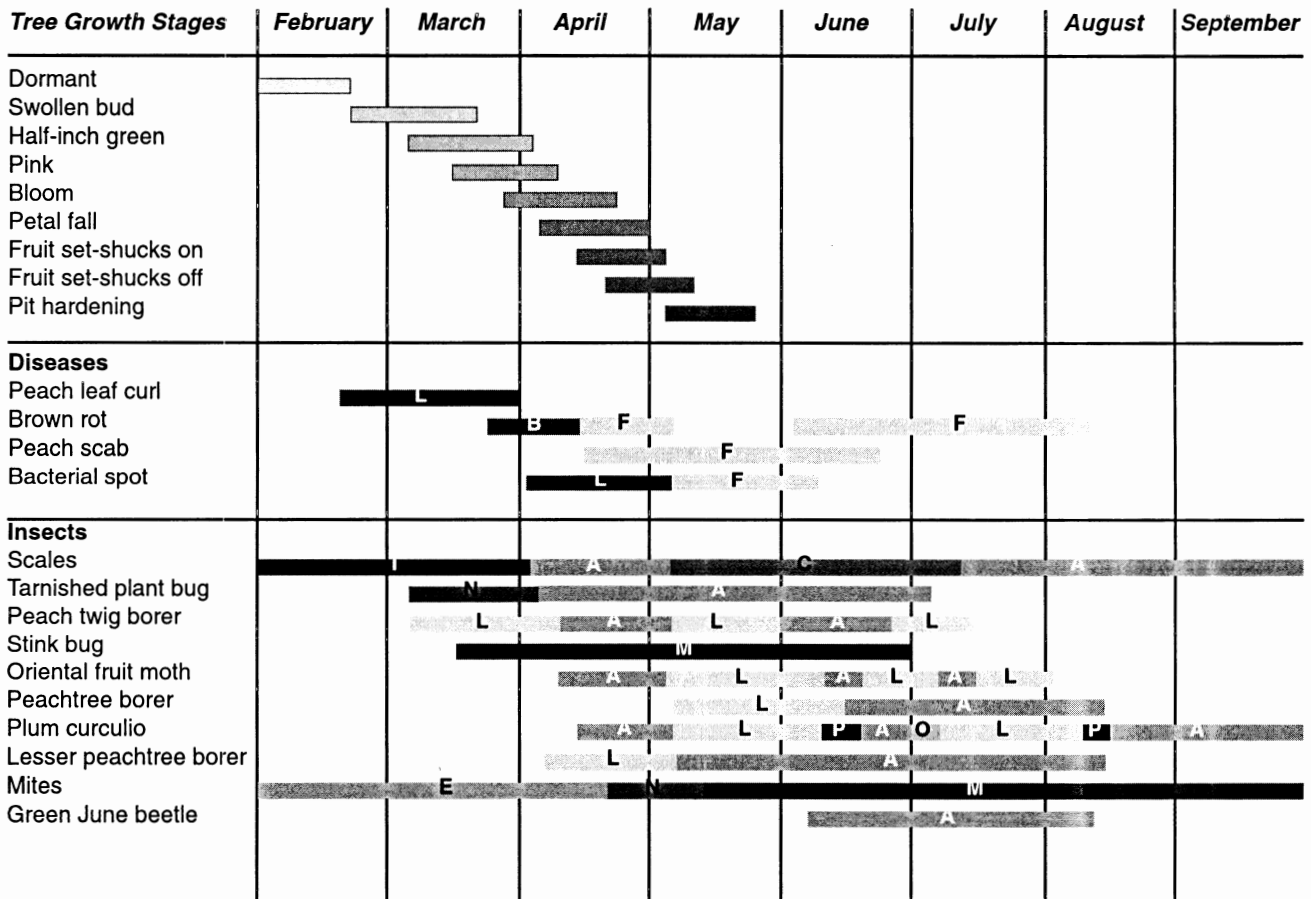 Tree Growth Stages February March April May June July August September
Dormant
Swollen bud
Half-inch green
Pink
Bloom
Petal fall
Fruit set-shucks on
Fruit set-shucks off
Pit hardening
Diseases
Peach leaf curl L
Brown rot B F F
Peach scab F
Bacterial spot L F
Insects
Scales I A C A
Tarnished plant bug N A
Peach twig borer L A L A L
Stink bug M
Oriental fruit moth A L A L A L
Peachtree borer L A
Plum curculio A L P A O L P A
Lesser peachtree borer L A
Mites E N M
Green June beetle A